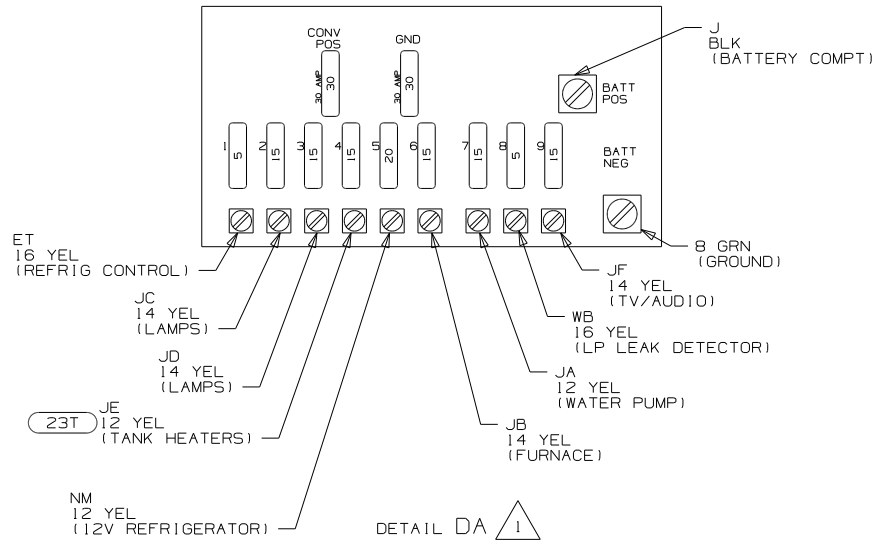 CONV
POS
GND
30 AMP
30
30 AMP
30
J
BLK
(BATTERY COMPT)
BATT
POS
1
5
2
15
3
15
4
15
5
20
6
15
7
15
8
5
9
15
BATT
NEG
ET
16 YEL
(REFRIG CONTROL)
8 GRN
(GROUND)
JC
14 YEL
(LAMPS)
JF
14 YEL
(TV/AUDIO)
WB
16 YEL
(LP LEAK DETECTOR)
JD
14 YEL
(LAMPS)
JA
12 YEL
(WATER PUMP)
23T
JE
12 YEL
(TANK HEATERS)
JB
14 YEL
(FURNACE)
NM
12 YEL
(12V REFRIGERATOR)
DETAIL DA 1